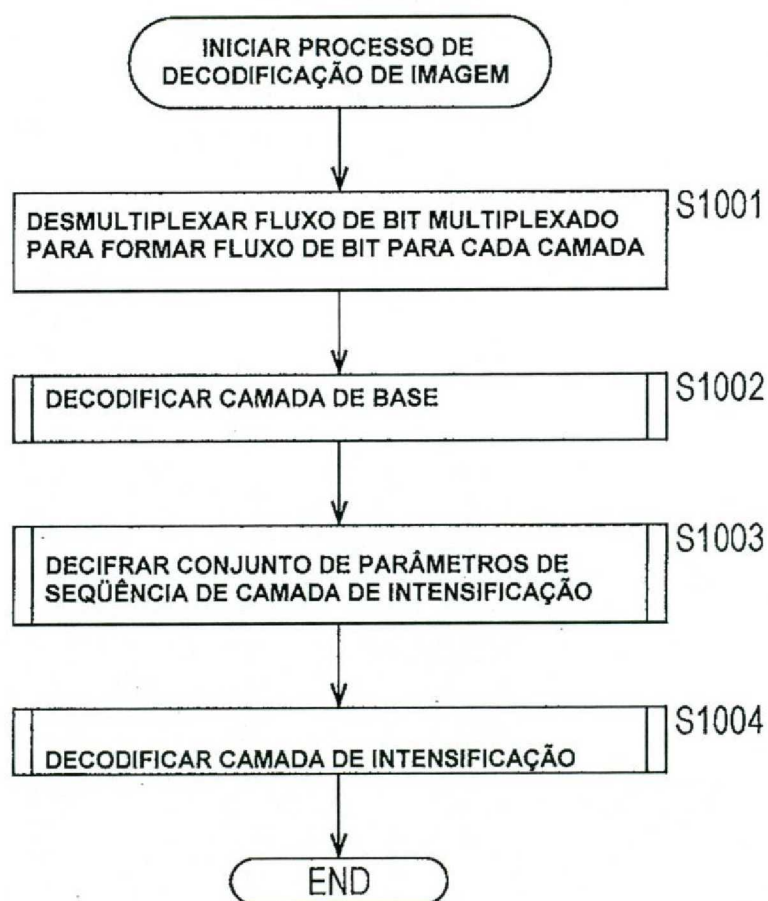 INICIAR PROCESSO DE
DECODIFICAÇÃO DE IMAGEM
S1001
DESMULTIPLEXAR FLUXO DE BIT MULTIPLEXADO
PARA FORMAR FLUXO DE BIT PARA CADA CAMADA
S1002
DECODIFICAR CAMADA DE BASE
S1003
DECIFRAR CONJUNTO DE PARÂMETROS DE
SEQÜÊNCIA DE CAMADA DE INTENSIFICAÇÃO
S1004
DECODIFICAR CAMADA DE INTENSIFICAÇÃO
END